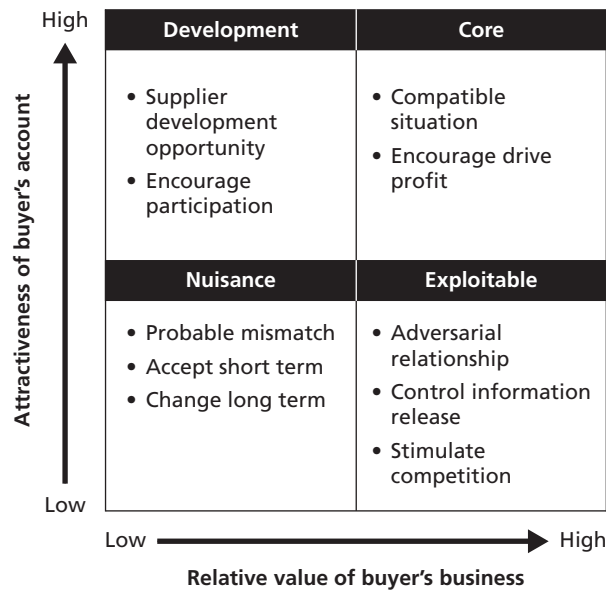 High
Attractiveness of buyer's account
Low
Development
• Supplier
development
opportunity
• Encourage
participation
Core
• Compatible
situation
• Encourage drive
profit
Nuisance
• Probable mismatch
• Accept short term
• Change long term
Exploitable
• Adversarial
relationship
• Control information
release
• Stimulate
competition
Low
High
Relative value of buyer's business